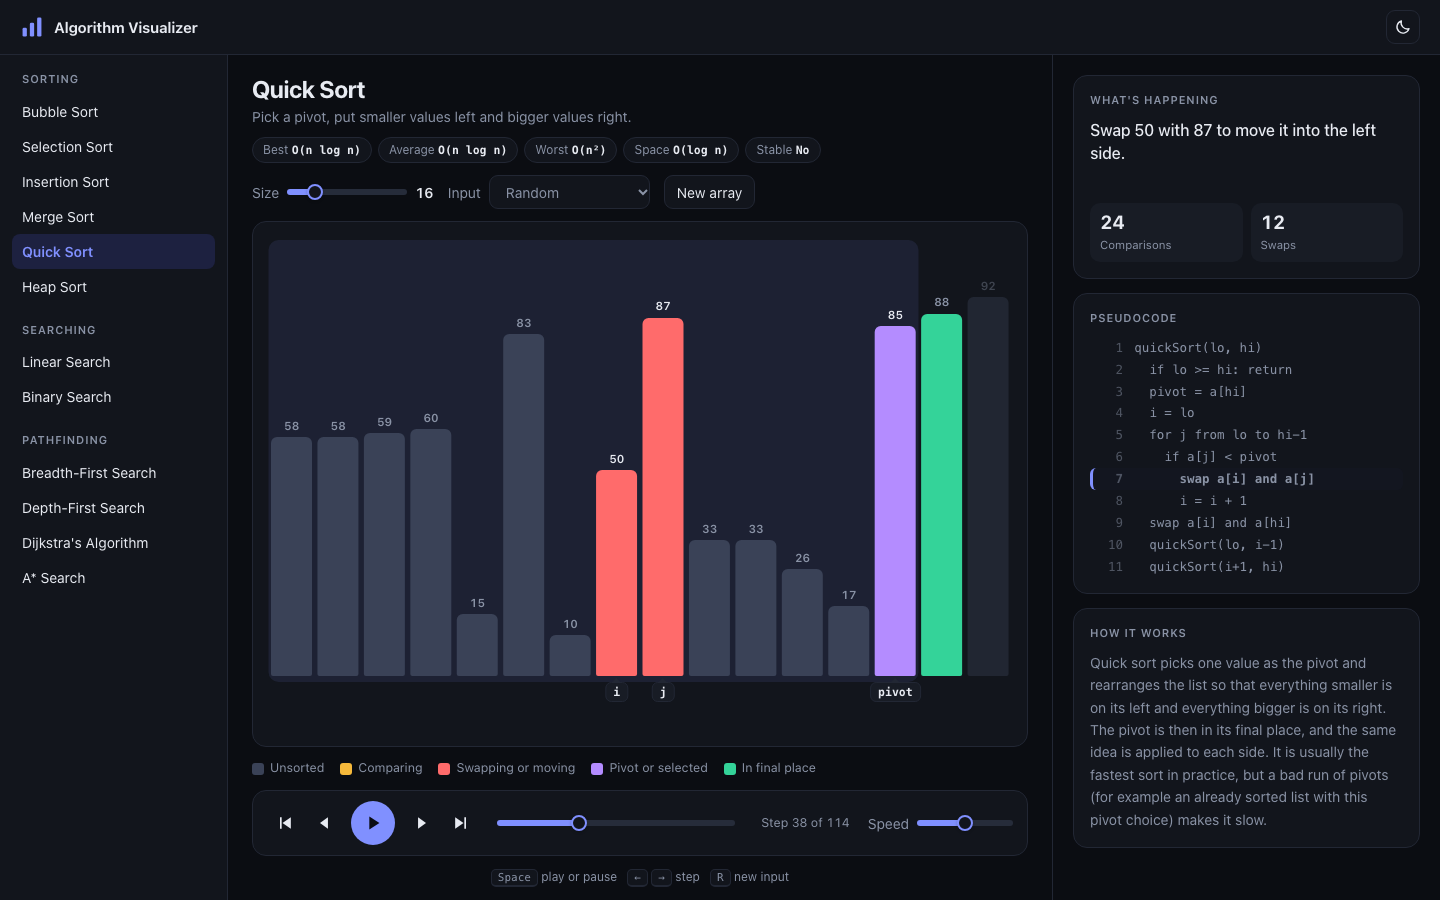 Algorithm Visualizer
SORTING
Bubble Sort
Selection Sort
Insertion Sort
Merge Sort
Quick Sort
Heap Sort
SEARCHING
Linear Search
Binary Search
PATHFINDING
Breadth-First Search
Depth-First Search
Dijkstra's Algorithm
A* Search
Quick Sort
Pick a pivot, put smaller values left and bigger values right.
Best O(n log n) Average O(n log n) Worst O(n²) Space O(log n) Stable No
Size 16 Input Random New array
58 58 59 60 15 83 10 50 87 33 33 26 17 85 88 92
i j pivot
Unsorted Comparing Swapping or moving Pivot or selected In final place
Step 38 of 114 Speed
Space play or pause ← → step R new input
WHAT'S HAPPENING
Swap 50 with 87 to move it into the left
side.
24 12
Comparisons Swaps
PSEUDOCODE
1 quickSort(lo, hi)
2 if lo >= hi: return
3 pivot = a[hi]
4 i = lo
5 for j from lo to hi−1
6 if a[j] < pivot
7 swap a[i] and a[j]
8 i = i + 1
9 swap a[i] and a[hi]
10 quickSort(lo, i−1)
11 quickSort(i+1, hi)
HOW IT WORKS
Quick sort picks one value as the pivot and
rearranges the list so that everything smaller is
on its left and everything bigger is on its right.
The pivot is then in its final place, and the same
idea is applied to each side. It is usually the
fastest sort in practice, but a bad run of pivots
(for example an already sorted list with this
pivot choice) makes it slow.